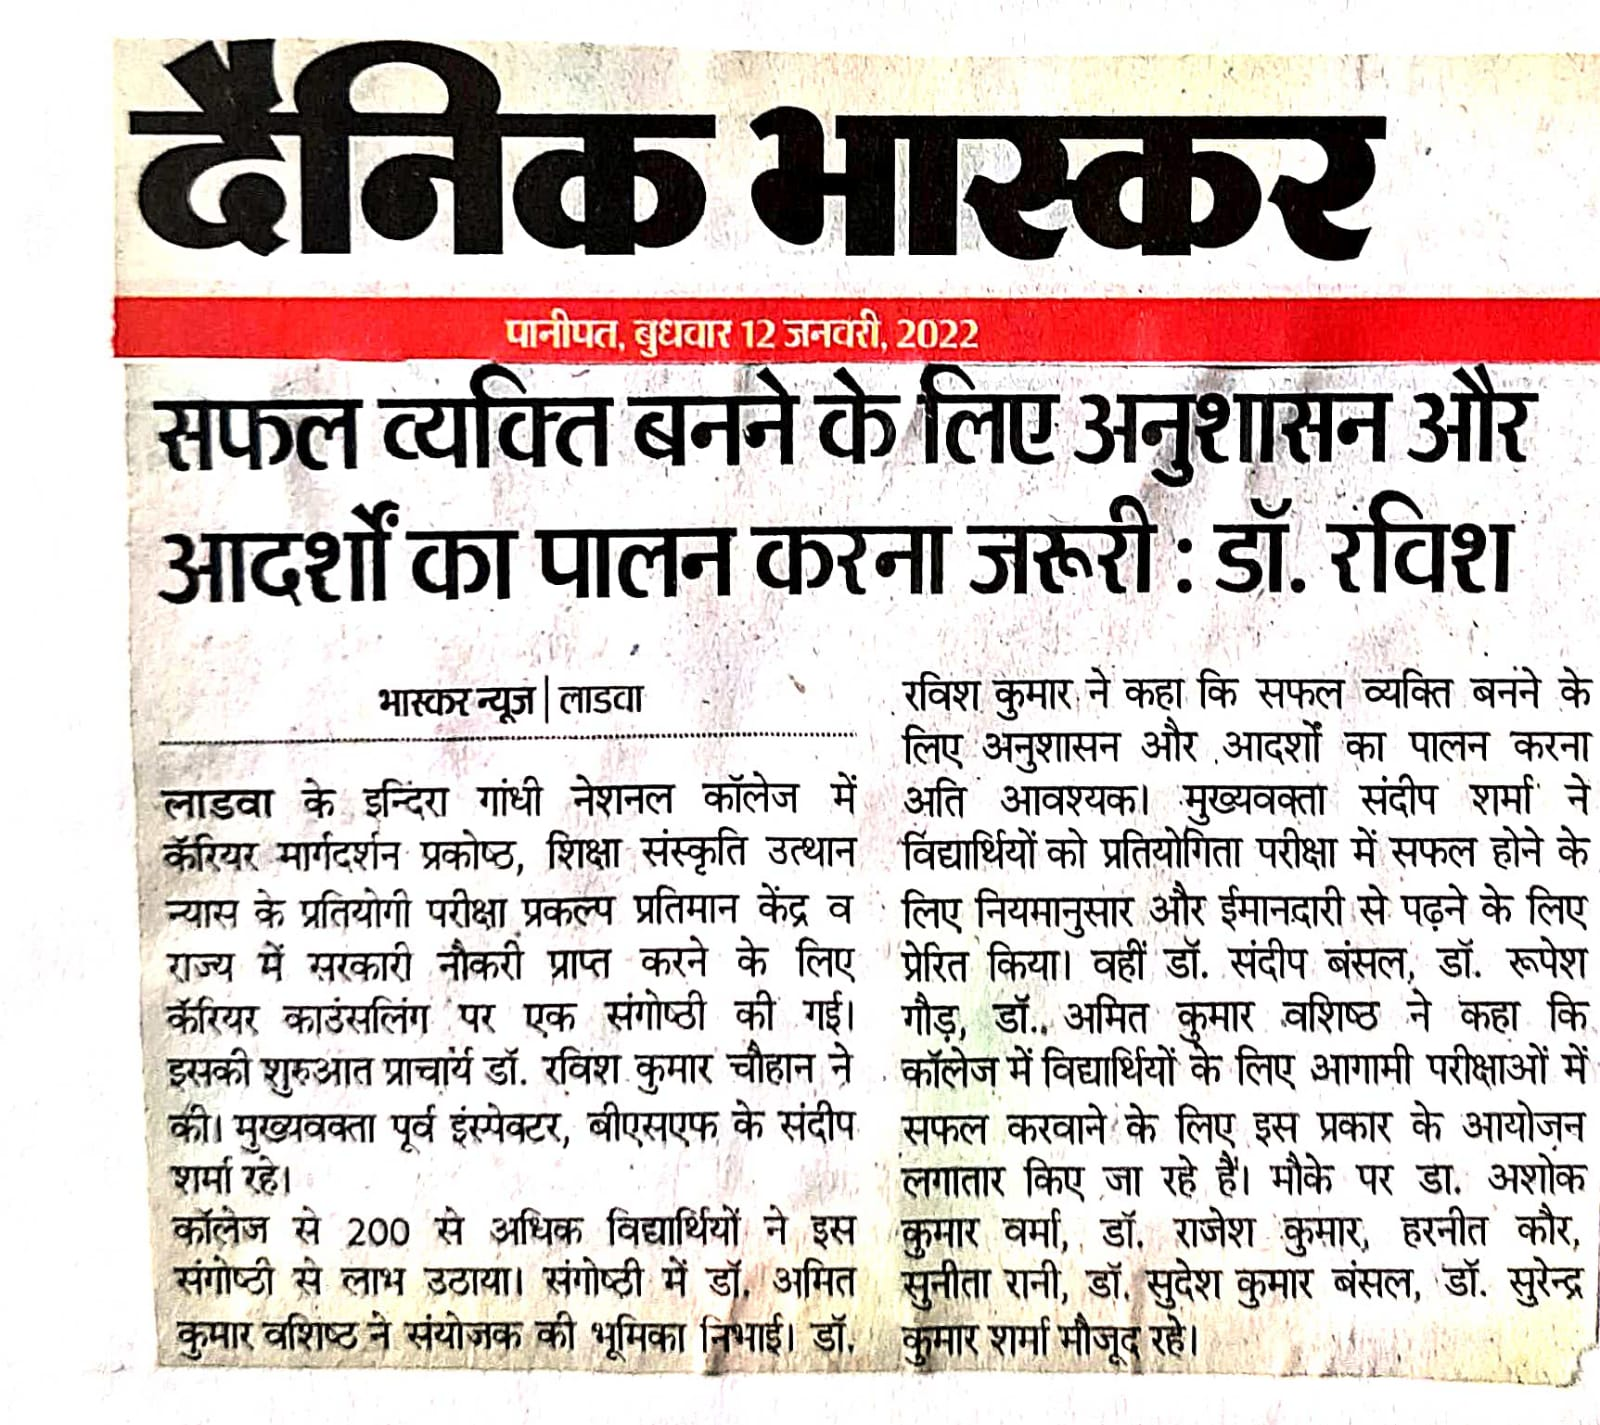 दैनिक भास्कर
पानीपत, बुधवार 12 जनवरी, 2022
सफल व्यक्ति बनने के लिए अनुशासन और
आदर्शों का पालन करना जरूरी : डॉ. रविश
भास्कर न्यूज | लाडवा
लाडवा के इन्दिरा गांधी नेशनल कॉलेज में
कॅरियर मार्गदर्शन प्रकोष्ठ, शिक्षा संस्कृति उत्थान
न्यास के प्रतियोगी परीक्षा प्रकल्प प्रतिमान केंद्र व
राज्य में सरकारी नौकरी प्राप्त करने के लिए
कॅरियर काउंसलिंग पर एक संगोष्ठी की गई।
इसकी शुरुआत प्राचार्य डॉ. रविश कुमार चौहान ने
की। मुख्यवक्ता पूर्व इंस्पेक्टर, बीएसएफ के संदीप
शर्मा रहे।
कॉलेज से 200 से अधिक विद्यार्थियों ने इस
संगोष्ठी से लाभ उठाया। संगोष्ठी में डॉ. अमित
कुमार वशिष्ठ ने संयोजक की भूमिका निभाई। डॉ.
रविश कुमार ने कहा कि सफल व्यक्ति बनने के
लिए अनुशासन और आदर्शों का पालन करना
अति आवश्यक। मुख्यवक्ता संदीप शर्मा ने
विद्यार्थियों को प्रतियोगिता परीक्षा में सफल होने के
लिए नियमानुसार और ईमानदारी से पढ़ने के लिए
प्रेरित किया। वहीं डॉ. संदीप बंसल, डॉ. रूपेश
गौड़, डॉ. अमित कुमार वशिष्ठ ने कहा कि
कॉलेज में विद्यार्थियों के लिए आगामी परीक्षाओं में
सफल करवाने के लिए इस प्रकार के आयोजन
लगातार किए जा रहे हैं। मौके पर डा. अशोक
कुमार वर्मा, डॉ. राजेश कुमार, हरनीत कौर,
सुनीता रानी, डॉ. सुदेश कुमार बंसल, डॉ. सुरेन्द्र
कुमार शर्मा मौजूद रहे।